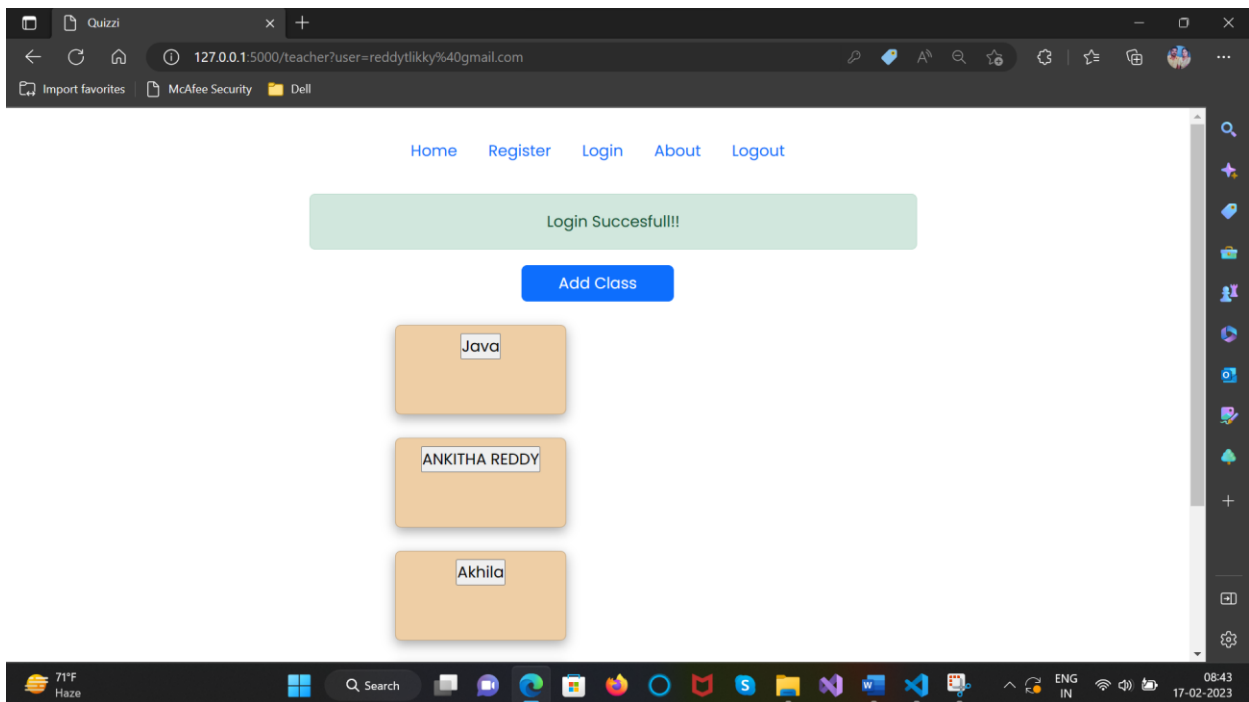 Quizzi
127.0.0.1:5000/teacher?user=reddytlikky%40gmail.com
Import favorites McAfee Security Dell
Home Register Login About Logout
Login Succesfull!!
Add Class
Java
ANKITHA REDDY
Akhila
71°F
Haze
Search
ENG
IN
08:43
17-02-2023